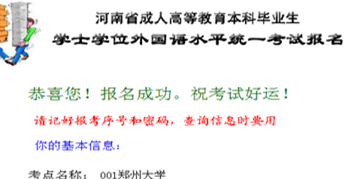 河南省成人高等教育本科毕业生
学士学位外国语水平统一考试报名
恭喜您！报名成功。祝考试好运！
请记好报考序号和密码，查询信息时要用
你的基本信息：
考点名称： 001郑州大学